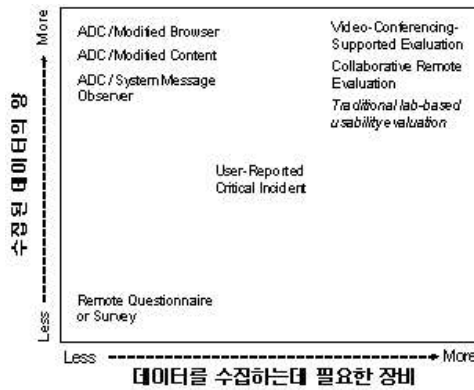 More
수집된 데이터의 양
Less
ADC/Modified Browser
ADC/Modified Content
ADC/System Message
Observer
Video-Conferencing-
Supported Evaluation
Collaborative Remote
Evaluation
Traditional lab-based
usability evaluation
User-Reported
Critical Incident
Remote Questionnaire
or Survey
Less
More
데이터를 수집하는데 필요한 장비